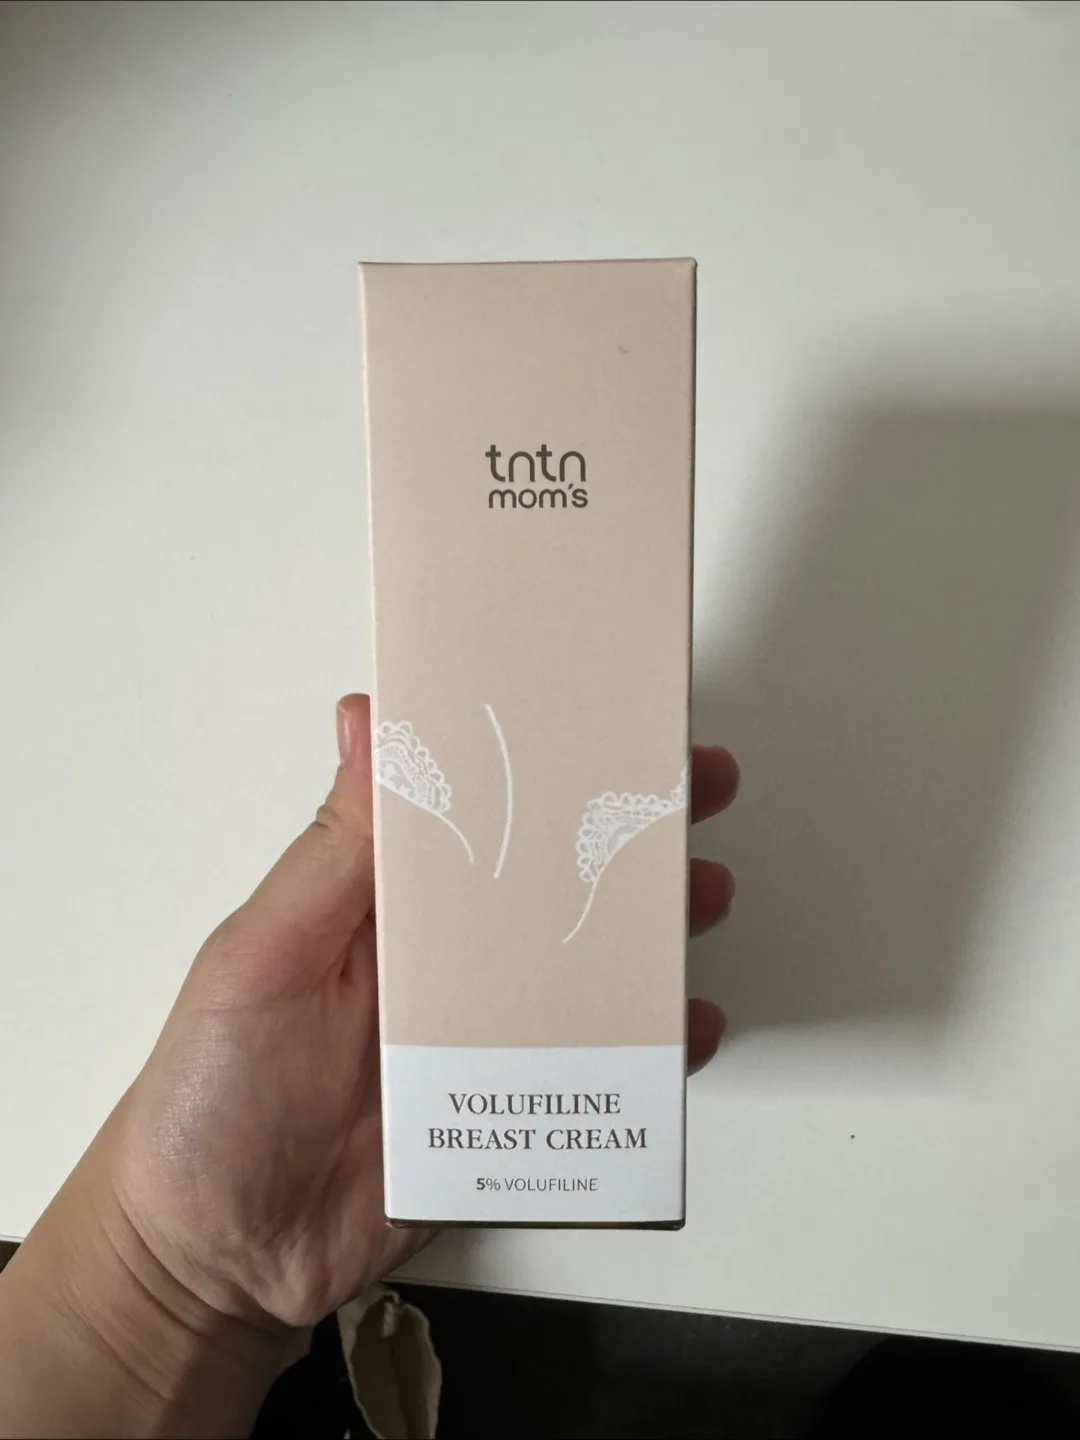 tntn
mom's
VOLUFILINE
BREAST CREAM
5% VOLUFILINE